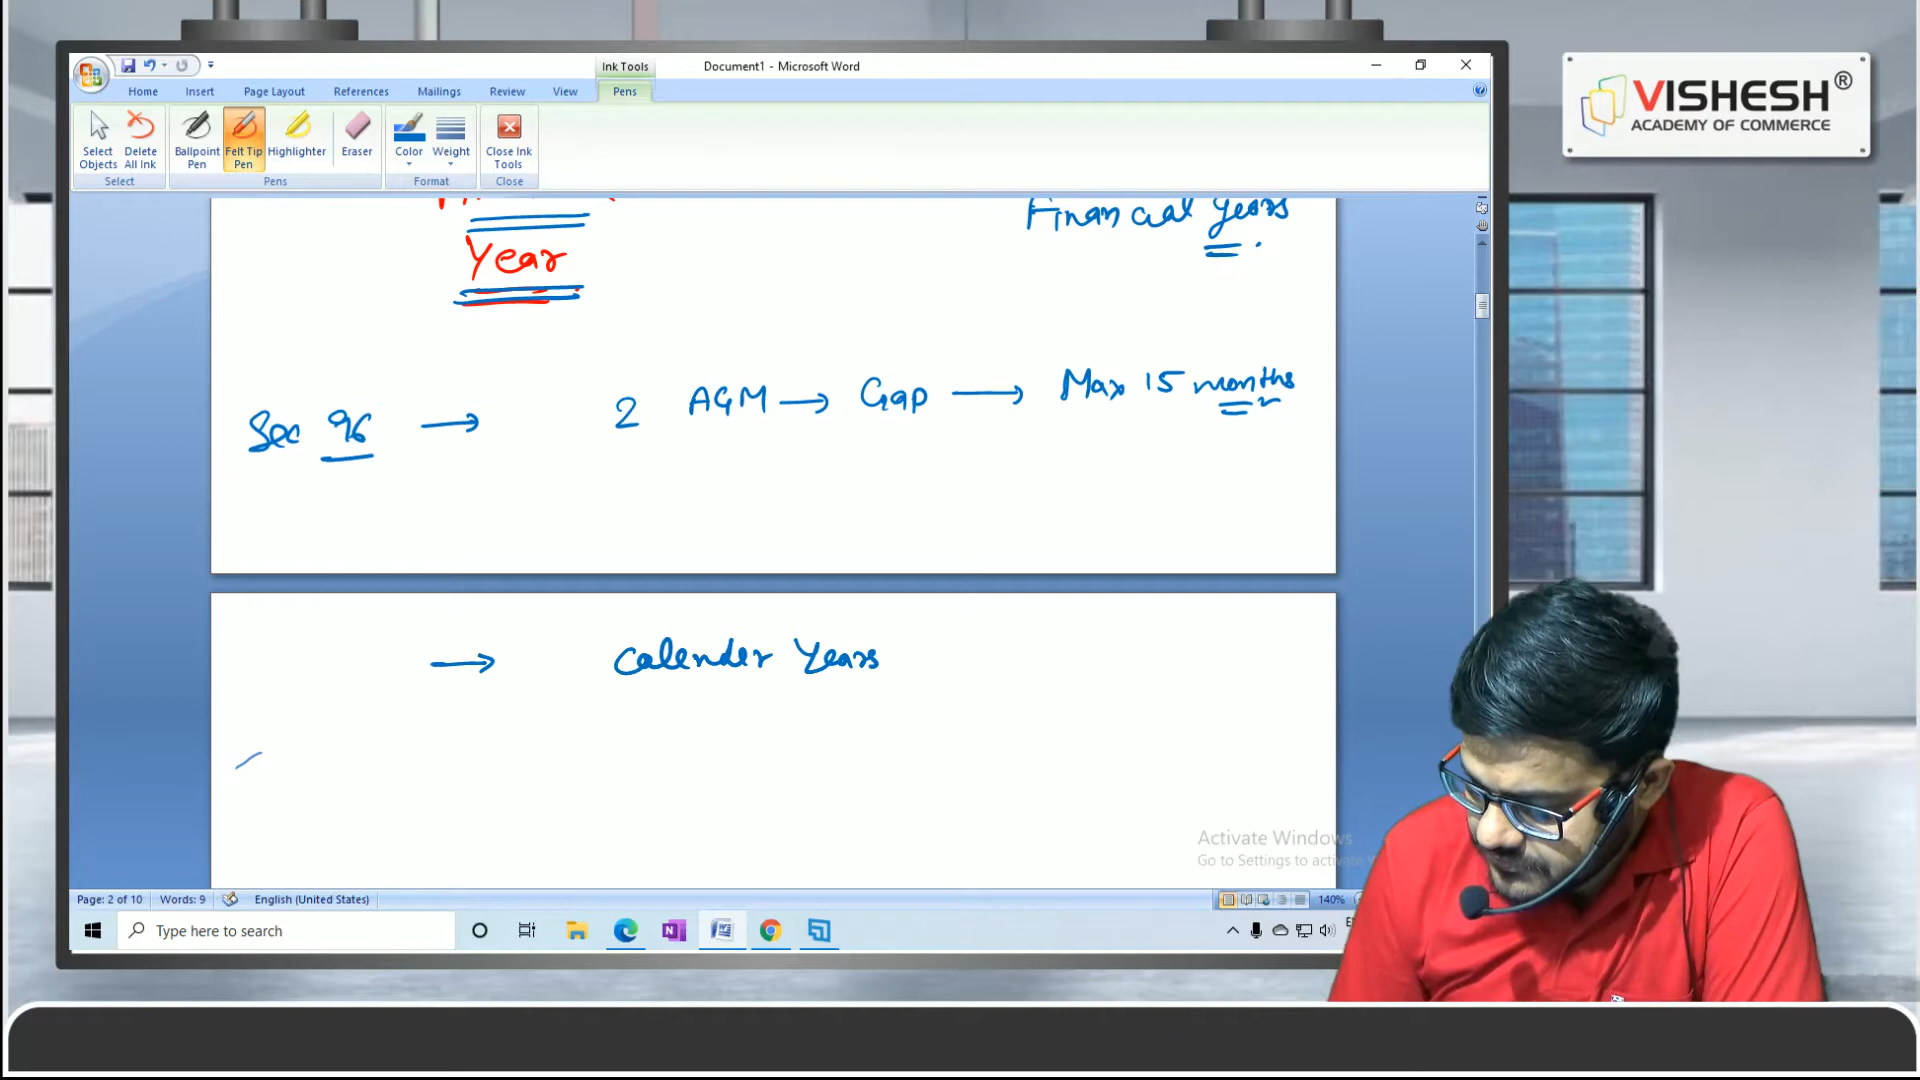 Ink Tools
Document1 - Microsoft Word
Home Insert Page Layout References Mailings Review View Pens
Select Objects
Delete All Ink
Ballpoint Pen
Felt Tip Pen
Highlighter
Eraser
Color
Weight
Close Ink Tools
Select Pens Format Close
VISHESH®
ACADEMY OF COMMERCE
Financial Years
Year
Sec 96 → 2 AGM → Gap → Max 15 months
→ Calender Years
Activate Windows
Go to Settings to activate
Page: 2 of 10 Words: 9 English (United States) 140%
Type here to search